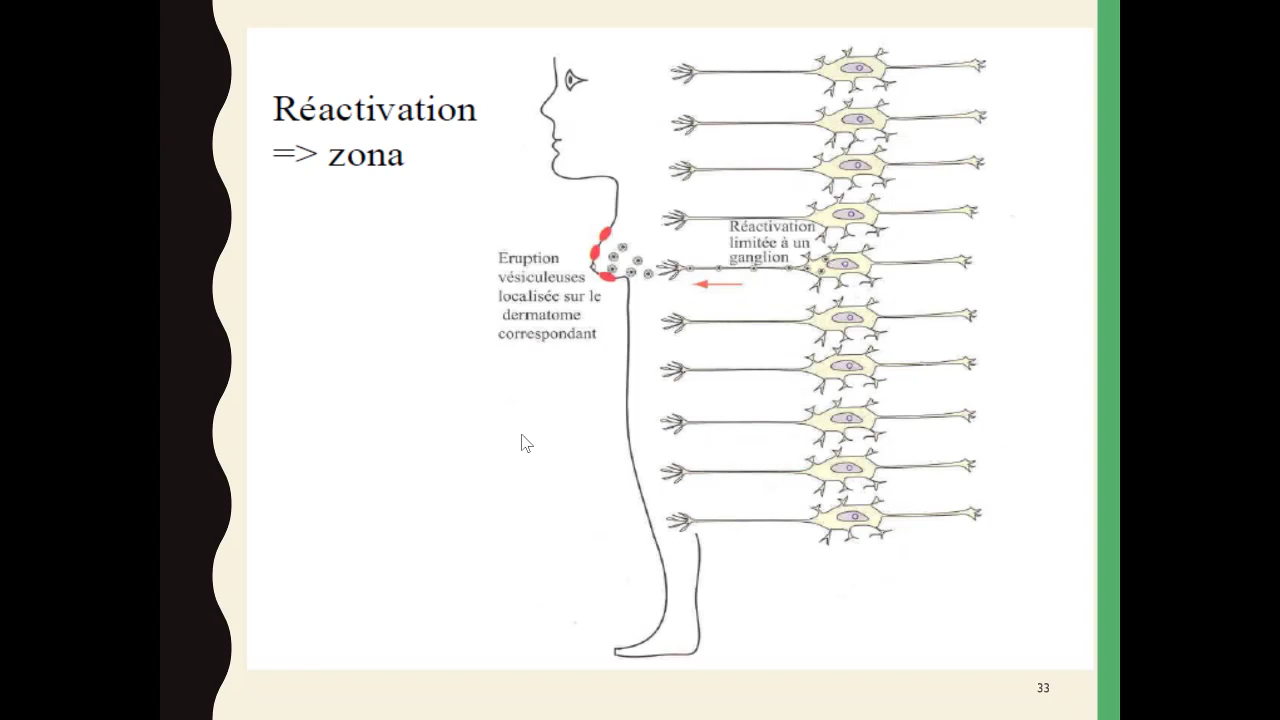 Réactivation
=> zona
Réactivation
limitée à un
ganglion
Eruption
vésiculeuses
localisée sur le
dermatome
correspondant
33